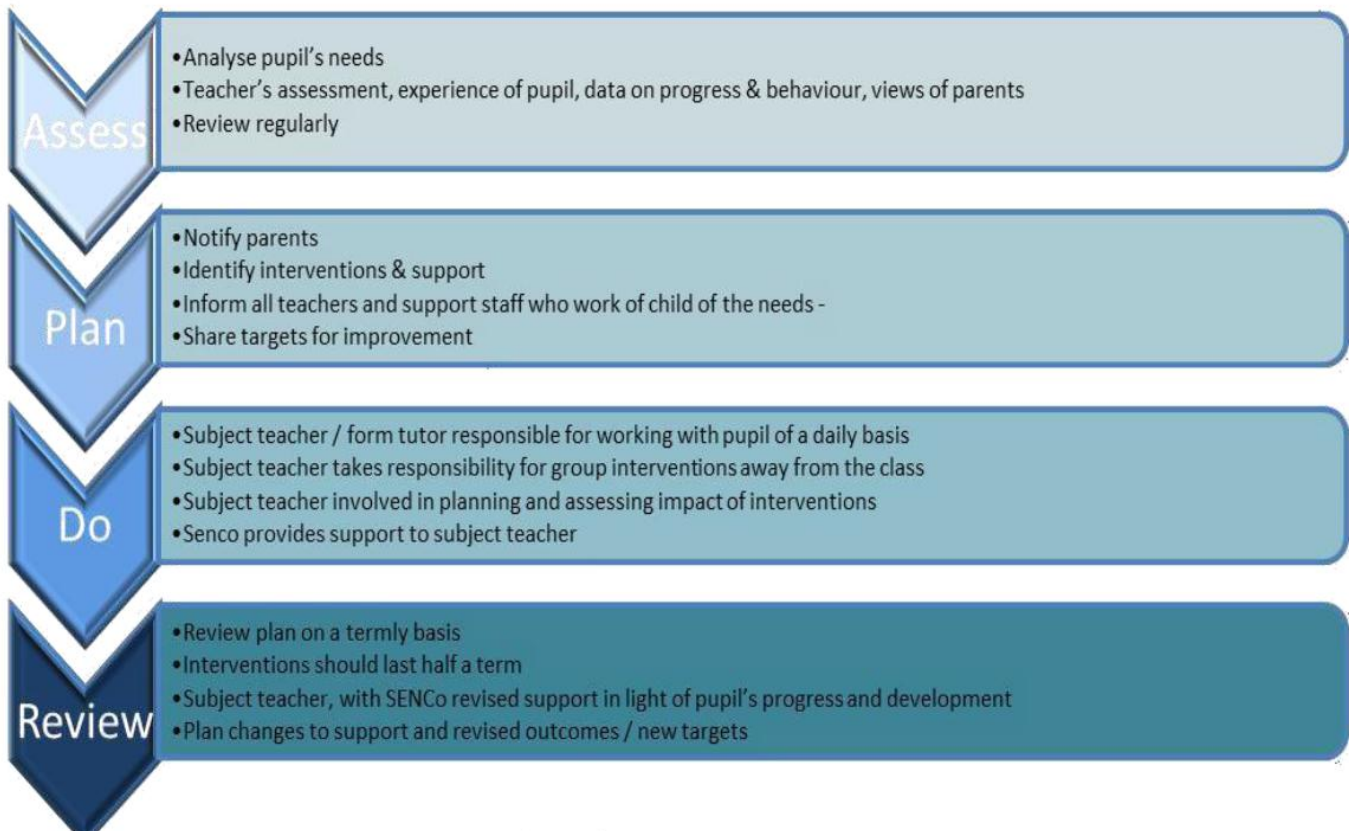 Assess
•Analyse pupil's needs
•Teacher's assessment, experience of pupil, data on progress & behaviour, views of parents
•Review regularly
Plan
•Notify parents
•Identify interventions & support
•Inform all teachers and support staff who work of child of the needs -
•Share targets for improvement
Do
•Subject teacher / form tutor responsible for working with pupil of a daily basis
•Subject teacher takes responsibility for group interventions away from the class
•Subject teacher involved in planning and assessing impact of interventions
•Senco provides support to subject teacher
Review
•Review plan on a termly basis
•Interventions should last half a term
•Subject teacher, with SENCo revised support in light of pupil's progress and development
•Plan changes to support and revised outcomes / new targets